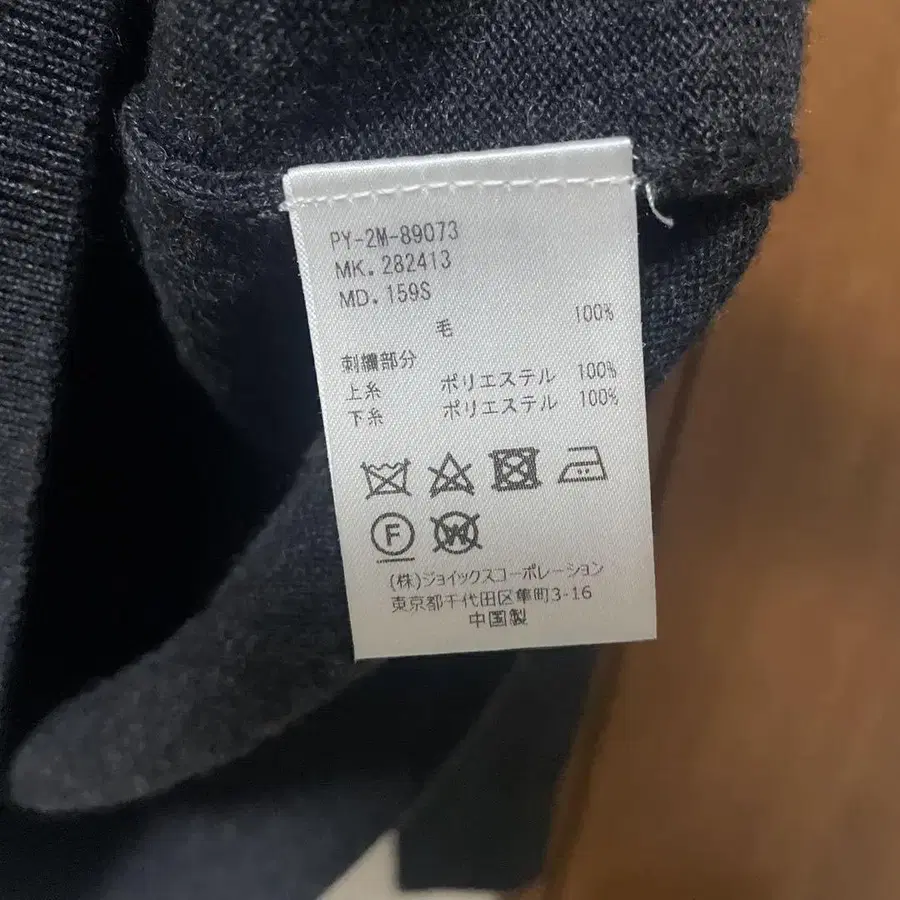 PY-2M-89073
MK. 282413
MD. 159S
毛 100%
刺繍部分
上糸 ポリエステル 100%
下糸 ポリエステル 100%
F W
(株)ジョイックスコーポレーション
東京都千代田区隼町3-16
中国製